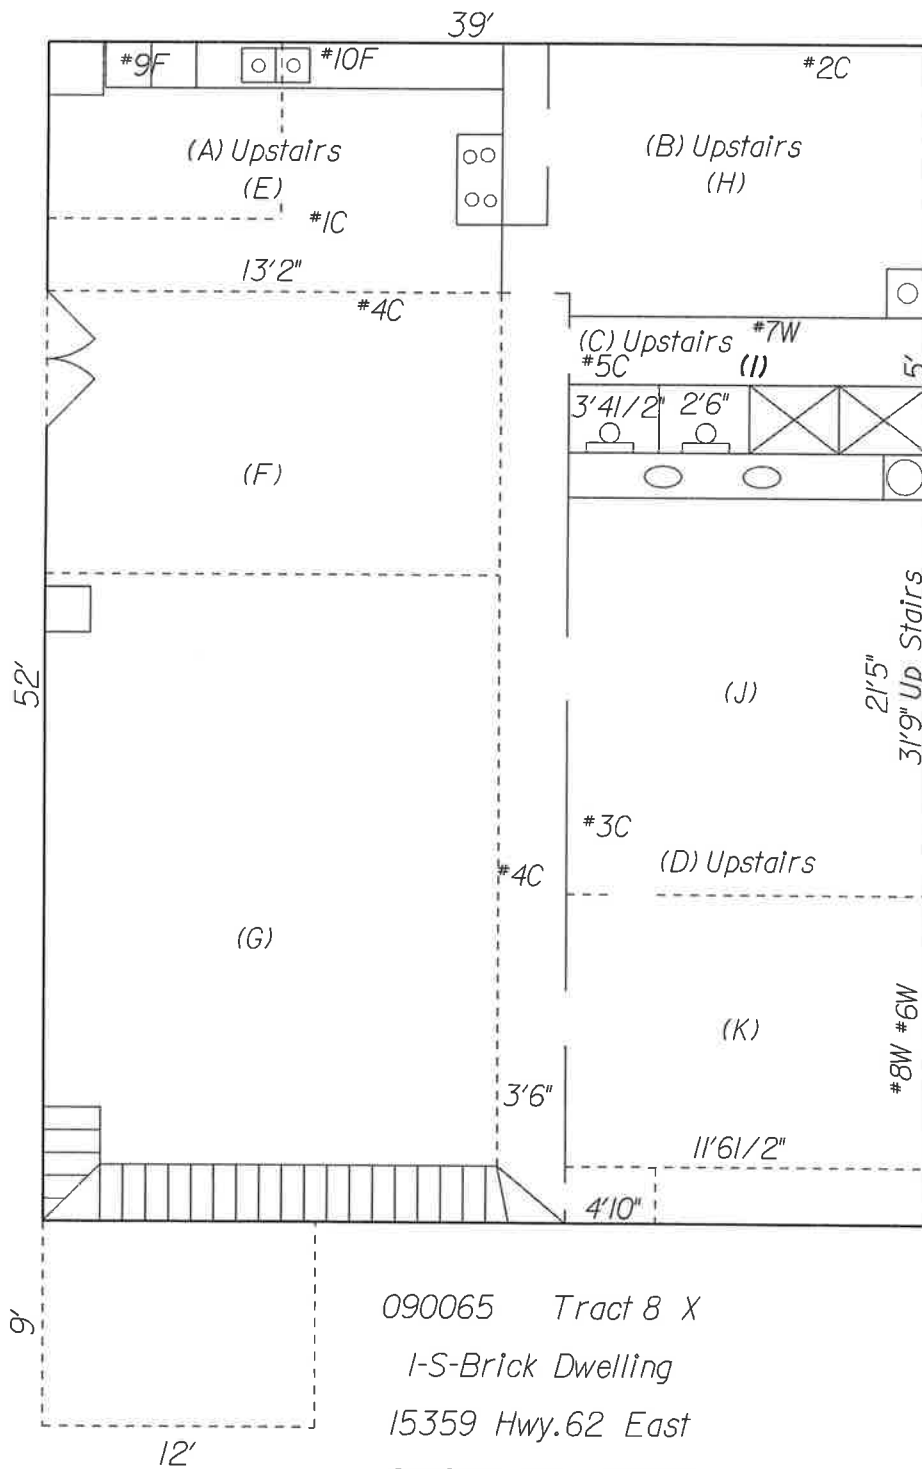 39'
#9F
#10F
#2C
(A) Upstairs
(E)
(B) Upstairs
(H)
#1C
13'2"
#4C
(C) Upstairs
#7W
#5C
(I)
5'
3'4 1/2"
2'6"
(F)
52'
21'5"
31'9" Up Stairs
(J)
#3C
(D) Upstairs
#4C
(G)
(K)
#8W #6W
3'6"
11'6 1/2"
4'10"
9'
12'
090065 Tract 8 X
1-S-Brick Dwelling
15359 Hwy.62 East